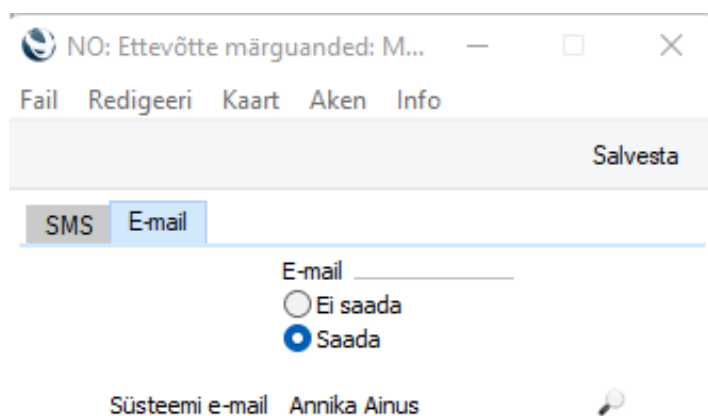 NO: Ettevõtte märguanded: M...
Fail Redigeeri Kaart Aken Info
Salvesta
SMS E-mail
E-mail
Ei saada
Saada
Süsteemi e-mail Annika Ainus